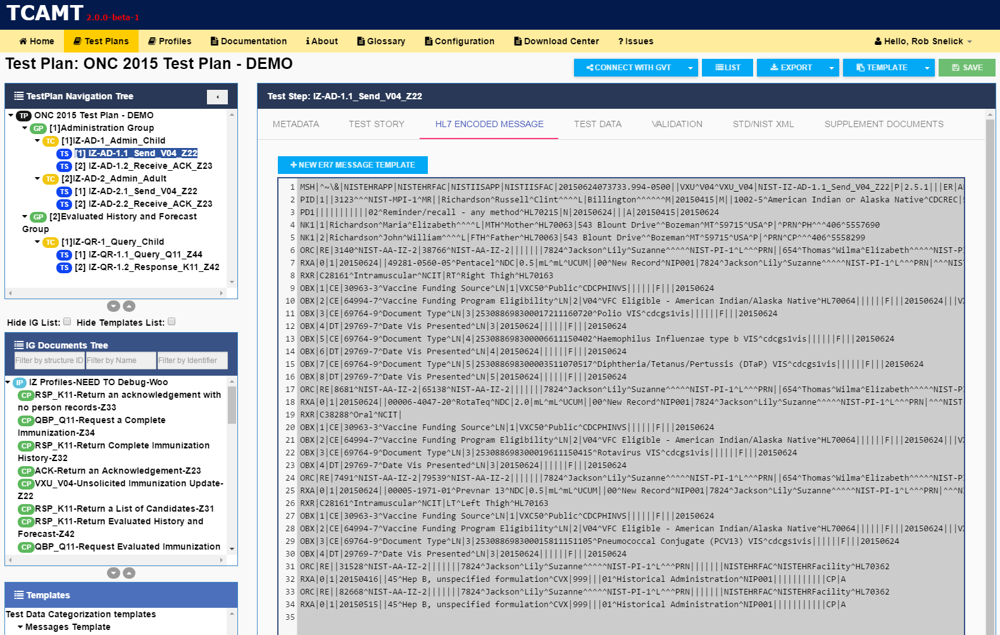 TCAMT 2.0.0-beta-1
Home Test Plans Profiles Documentation About Glossary Configuration Download Center ? Issues Hello, Rob Snelick
Test Plan: ONC 2015 Test Plan - DEMO
CONNECT WITH GVT LIST EXPORT TEMPLATE SAVE
TestPlan Navigation Tree
TP ONC 2015 Test Plan - DEMO
GP [1]Administration Group
TC [1]IZ-AD-1_Admin_Child
TS [1] IZ-AD-1.1_Send_V04_Z22
TS [2] IZ-AD-1.2_Receive_ACK_Z23
TC [2]IZ-AD-2_Admin_Adult
TS [1] IZ-AD-2.1_Send_V04_Z22
TS [2] IZ-AD-2.2_Receive_ACK_Z23
GP [2]Evaluated History and Forecast
Group
TC [1]IZ-QR-1_Query_Child
TS [1] IZ-QR-1.1_Query_Q11_Z44
TS [2] IZ-QR-1.2_Response_K11_Z42
Hide IG List: Hide Templates List:
IG Documents Tree
Filter by structure ID Filter by Name Filter by Identifier
IP IZ Profiles-NEED TO Debug-Woo
CP RSP_K11-Return an acknowledgement with
no person records-Z33
CP QBP_Q11-Request a Complete
Immunization-Z34
CP RSP_K11-Return Complete Immunization
History-Z32
CP ACK-Return an Acknowledgement-Z23
CP VXU_V04-Unsolicited Immunization Update-
Z22
CP RSP_K11-Return a List of Candidates-Z31
CP RSP_K11-Return Evaluated History and
Forecast-Z42
CP QBP_Q11-Request Evaluated Immunization
Templates
Test Data Categorization templates
Messages Template
Test Step: IZ-AD-1.1_Send_V04_Z22
METADATA TEST STORY HL7 ENCODED MESSAGE TEST DATA VALIDATION STD/NIST XML SUPPLEMENT DOCUMENTS
+ NEW ER7 MESSAGE TEMPLATE
1 MSH|^~\&|NISTEHRAPP|NISTEHRFAC|NISTIISAPP|NISTIISFAC|20150624073733.994-0500||VXU^V04^VXU_V04|NIST-IZ-AD-1.1_Send_V04_Z22|P|2.5.1|||ER|A
2 PID|1||3123^^^NIST-MPI-1^MR||Richardson^Russell^Clint^^^^L|Billington^^^^^^M|20150415|M||1002-5^American Indian or Alaska Native^CDCREC|
3 PD1|||||||||||02^Reminder/recall - any method^HL70215|N|20150624|||A|20150415|20150624
4 NK1|1|Richardson^Maria^Elizabeth^^^^L|MTH^Mother^HL70063|543 Blount Drive^^Bozeman^MT^59715^USA^P|^PRN^PH^^^406^5557690
5 NK1|2|Richardson^John^William^^^^L|FTH^Father^HL70063|543 Blount Drive^^Bozeman^MT^59715^USA^P|^PRN^CP^^^406^5558299
6 ORC|RE|3140^NIST-AA-IZ-2|38766^NIST-AA-IZ-2|||||||7824^Jackson^Lily^Suzanne^^^^^NIST-PI-1^L^^^PRN||654^Thomas^Wilma^Elizabeth^^^^^NIST-P
7 RXA|0|1|20150624||49281-0560-05^Pentacel^NDC|0.5|mL^mL^UCUM||00^New Record^NIP001|7824^Jackson^Lily^Suzanne^^^^^NIST-PI-1^L^^^PRN|^^^NIS
8 RXR|C28161^Intramuscular^NCIT|RT^Right Thigh^HL70163
9 OBX|1|CE|30963-3^Vaccine Funding Source^LN|1|VXC50^Public^CDCPHINVS||||||F|||20150624
10 OBX|2|CE|64994-7^Vaccine Funding Program Eligibility^LN|2|V04^VFC Eligible - American Indian/Alaska Native^HL70064||||||F|||20150624|||V
11 OBX|3|CE|69764-9^Document Type^LN|3|253088698300017211160720^Polio VIS^cdcgs1vis||||||F|||20150624
12 OBX|4|DT|29769-7^Date Vis Presented^LN|3|20150624||||||F|||20150624
13 OBX|5|CE|69764-9^Document Type^LN|4|253088698300006611150402^Haemophilus Influenzae type b VIS^cdcgs1vis||||||F|||20150624
14 OBX|6|DT|29769-7^Date Vis Presented^LN|4|20150624||||||F|||20150624
15 OBX|7|CE|69764-9^Document Type^LN|5|253088698300003511070517^Diphtheria/Tetanus/Pertussis (DTaP) VIS^cdcgs1vis||||||F|||20150624
16 OBX|8|DT|29769-7^Date Vis Presented^LN|5|20150624||||||F|||20150624
17 ORC|RE|8681^NIST-AA-IZ-2|65138^NIST-AA-IZ-2|||||||7824^Jackson^Lily^Suzanne^^^^^NIST-PI-1^L^^^PRN||654^Thomas^Wilma^Elizabeth^^^^^NIST-P
18 RXA|0|1|20150624||00006-4047-20^RotaTeq^NDC|2.0|mL^mL^UCUM||00^New Record^NIP001|7824^Jackson^Lily^Suzanne^^^^^NIST-PI-1^L^^^PRN|^^^NIST
19 RXR|C38288^Oral^NCIT|
20 OBX|1|CE|30963-3^Vaccine Funding Source^LN|1|VXC50^Public^CDCPHINVS||||||F|||20150624
21 OBX|2|CE|64994-7^Vaccine Funding Program Eligibility^LN|2|V04^VFC Eligible - American Indian/Alaska Native^HL70064||||||F|||20150624|||V
22 OBX|3|CE|69764-9^Document Type^LN|3|253088698300019611150415^Rotavirus VIS^cdcgs1vis||||||F|||20150624
23 OBX|4|DT|29769-7^Date Vis Presented^LN|3|20150624||||||F|||20150624
24 ORC|RE|7491^NIST-AA-IZ-2|79539^NIST-AA-IZ-2|||||||7824^Jackson^Lily^Suzanne^^^^^NIST-PI-1^L^^^PRN||654^Thomas^Wilma^Elizabeth^^^^^NIST-P
25 RXA|0|1|20150624||00005-1971-01^Prevnar 13^NDC|0.5|mL^mL^UCUM||00^New Record^NIP001|7824^Jackson^Lily^Suzanne^^^^^NIST-PI-1^L^^^PRN|^^^N
26 RXR|C28161^Intramuscular^NCIT|LT^Left Thigh^HL70163
27 OBX|1|CE|30963-3^Vaccine Funding Source^LN|1|VXC50^Public^CDCPHINVS||||||F|||20150624
28 OBX|2|CE|64994-7^Vaccine Funding Program Eligibility^LN|2|V04^VFC Eligible - American Indian/Alaska Native^HL70064||||||F|||20150624|||V
29 OBX|3|CE|69764-9^Document Type^LN|3|253088698300015811151105^Pneumococcal Conjugate (PCV13) VIS^cdcgs1vis||||||F|||20150624
30 OBX|4|DT|29769-7^Date Vis Presented^LN|3|20150624||||||F|||20150624
31 ORC|RE||31528^NIST-AA-IZ-2|||||||7824^Jackson^Lily^Suzanne^^^^^NIST-PI-1^L^^^PRN|||||||NISTEHRFAC^NISTEHRFacility^HL70362
32 RXA|0|1|20150416||45^Hep B, unspecified formulation^CVX|999|||01^Historical Administration^NIP001|||||||||||CP|A
33 ORC|RE||82668^NIST-AA-IZ-2|||||||7824^Jackson^Lily^Suzanne^^^^^NIST-PI-1^L^^^PRN|||||||NISTEHRFAC^NISTEHRFacility^HL70362
34 RXA|0|1|20150515||45^Hep B, unspecified formulation^CVX|999|||01^Historical Administration^NIP001|||||||||||CP|A
35